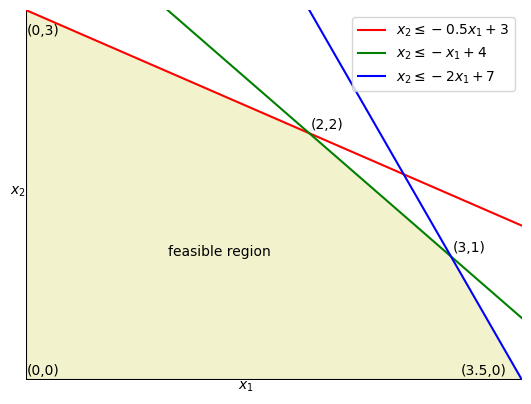 (0,3)
x₂ ≤ −0.5x₁ + 3
x₂ ≤ −x₁ + 4
x₂ ≤ −2x₁ + 7
(2,2)
x₂
feasible region
(3,1)
(0,0)
(3.5,0)
x₁